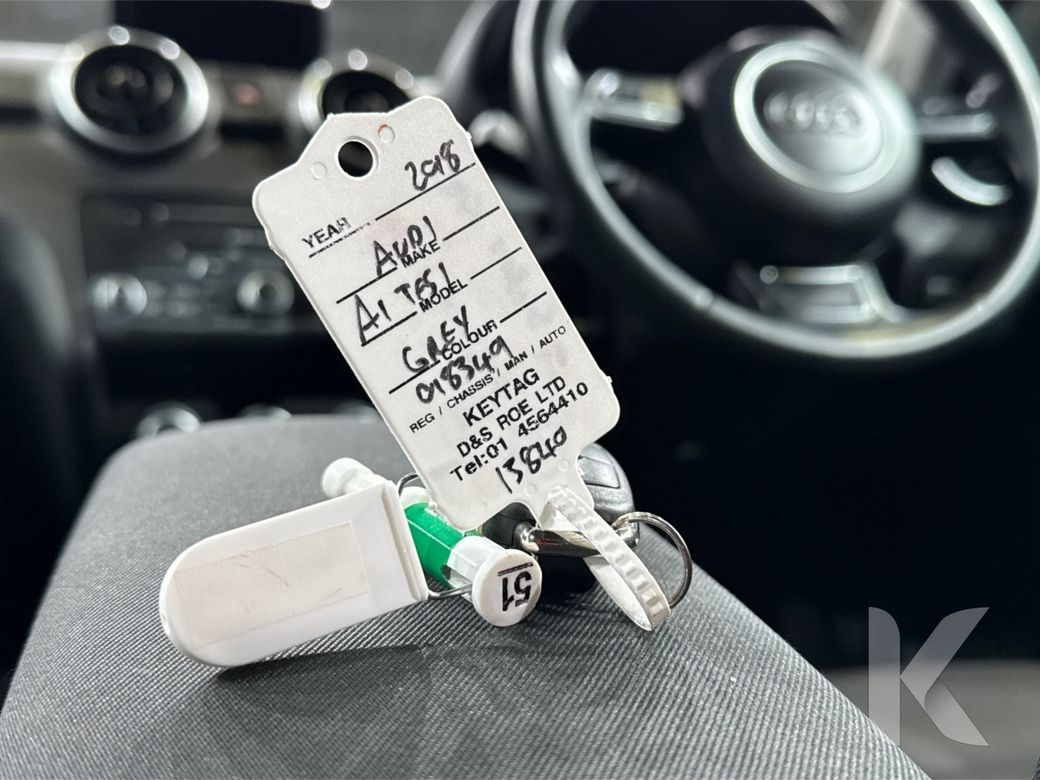 2018
YEAR
AUDI
MAKE
A1 TFSI
MODEL
GREY
COLOUR
018349
REG / CHASSIS / MAN / AUTO
KEYTAG
D&S ROE LTD
Tel:01 4564410
13840
51
K